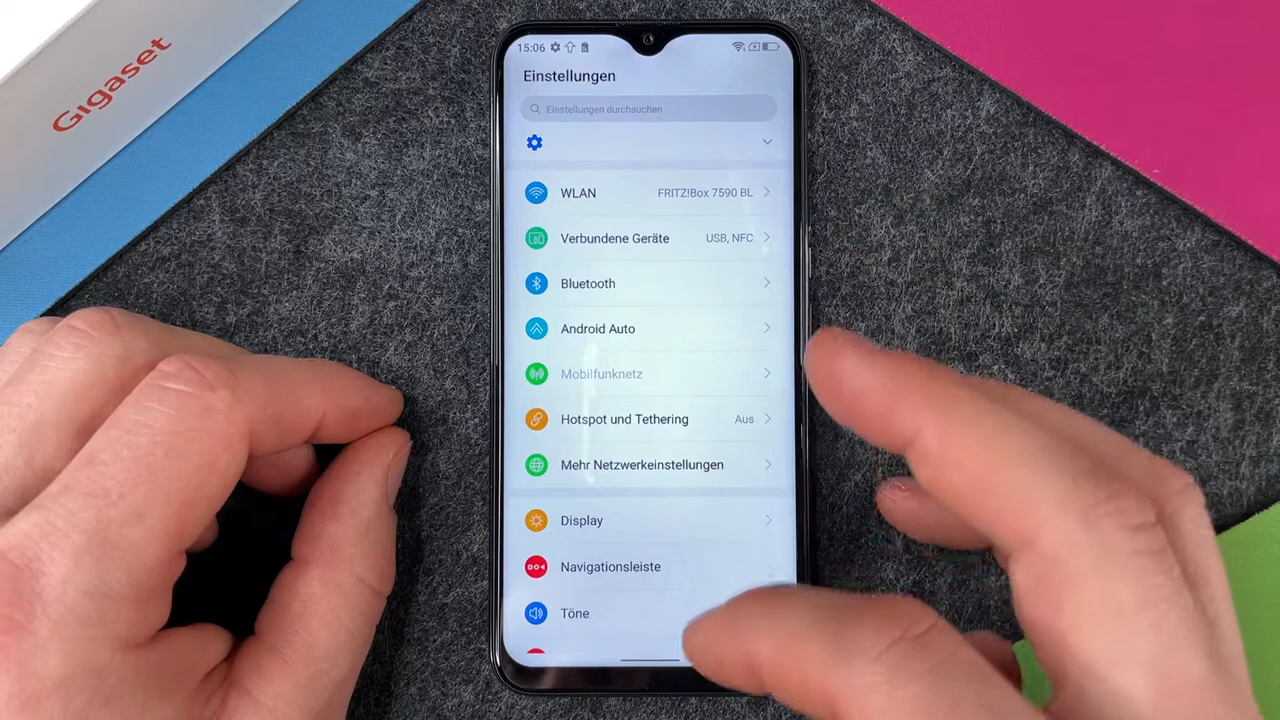 Gigaset
15:06
Einstellungen
Einstellungen durchsuchen
WLAN FRITZ!Box 7590 BL
Verbundene Geräte USB, NFC
Bluetooth
Android Auto
Mobilfunknetz
Hotspot und Tethering Aus
Mehr Netzwerkeinstellungen
Display
Navigationsleiste
Töne